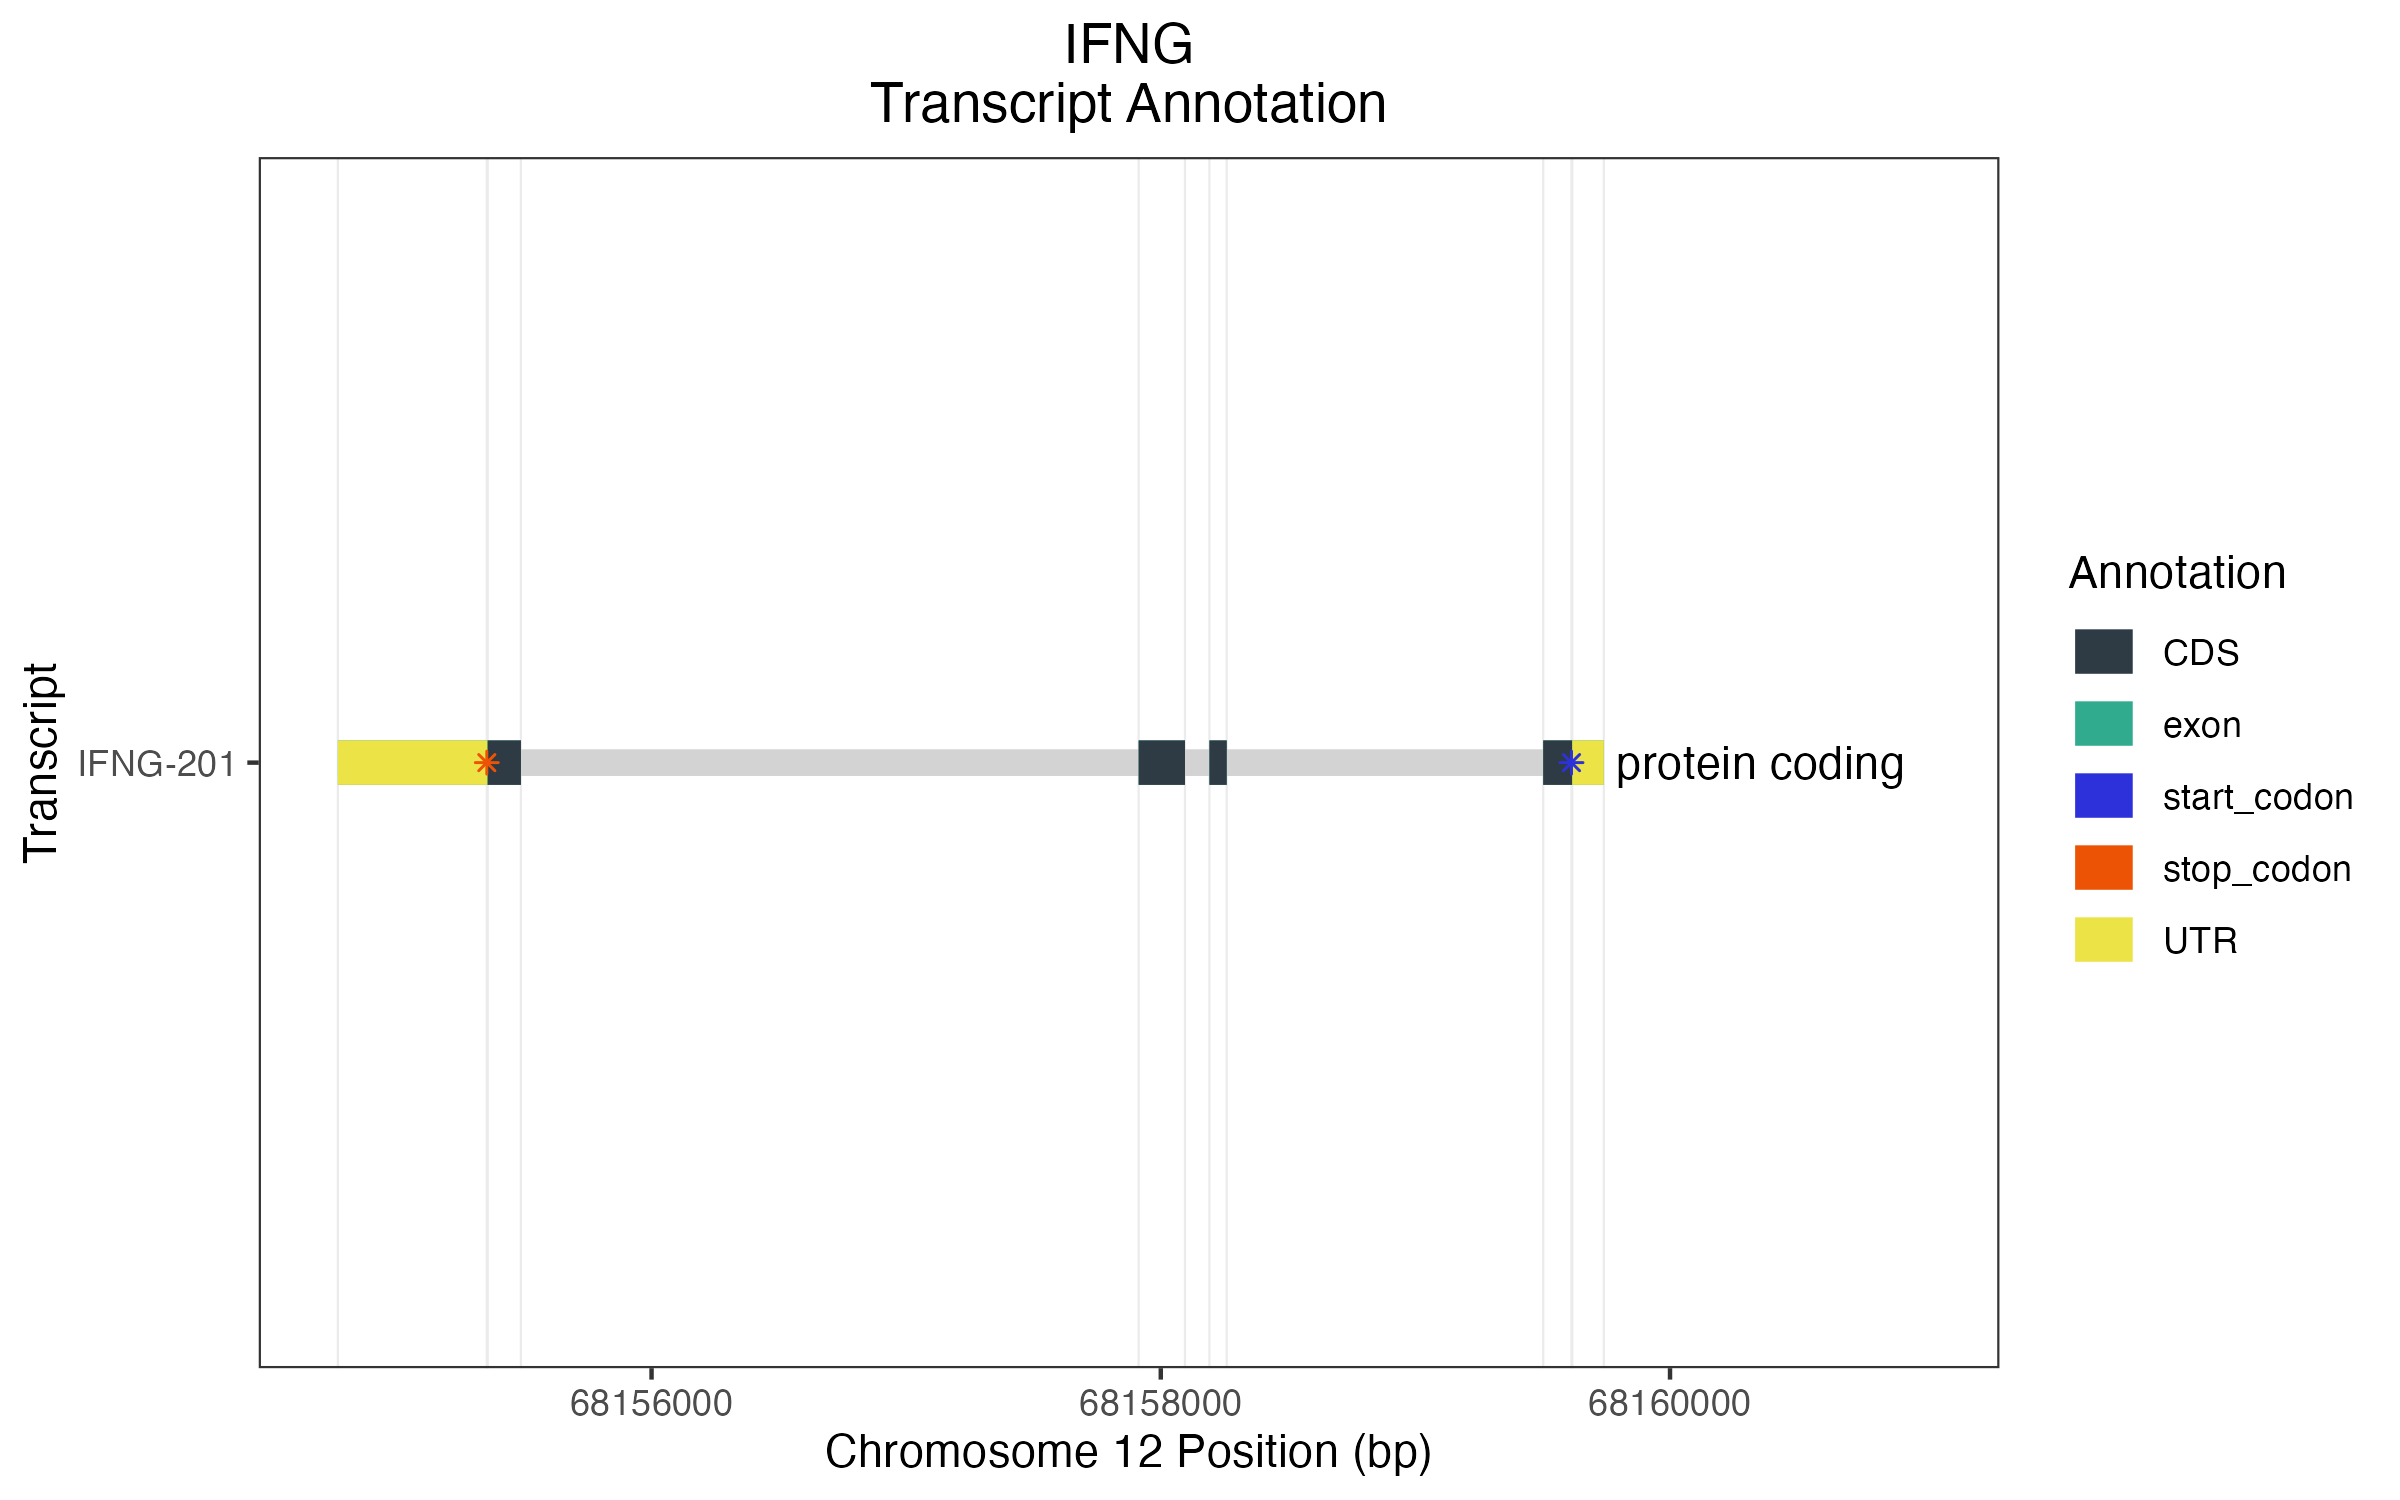 IFNG
Transcript Annotation
Transcript
IFNG-201
protein coding
68156000
68158000
68160000
Chromosome 12 Position (bp)
Annotation
CDS
exon
start_codon
stop_codon
UTR